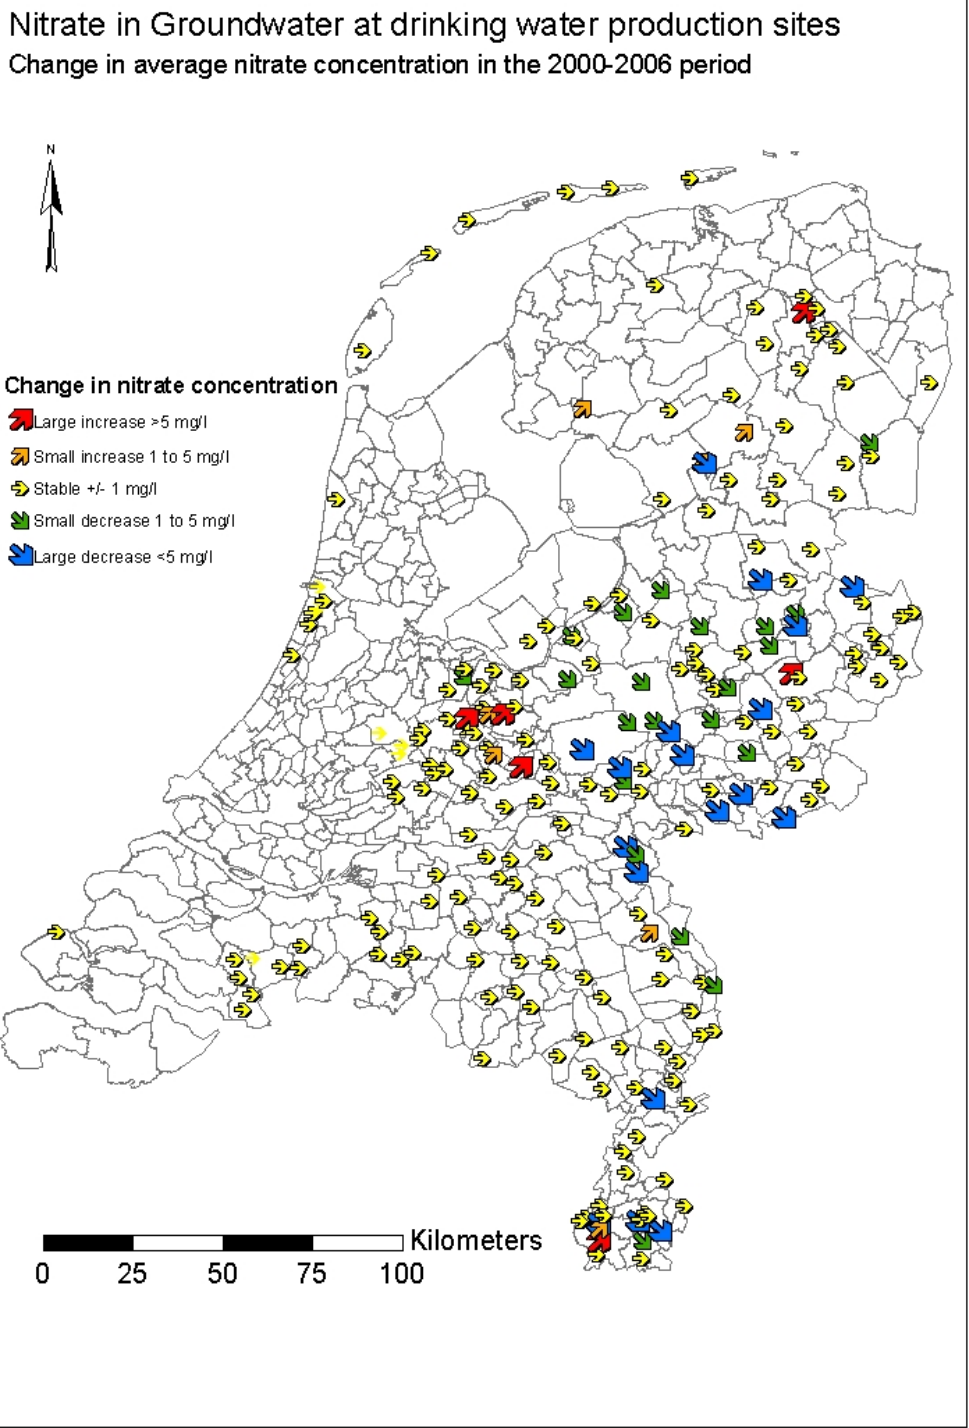 Nitrate in Groundwater at drinking water production sites
Change in average nitrate concentration in the 2000-2006 period
N
Change in nitrate concentration
Large increase >5 mg/l
Small increase 1 to 5 mg/l
Stable +/- 1 mg/l
Small decrease 1 to 5 mg/l
Large decrease <5 mg/l
Kilometers
0 25 50 75 100